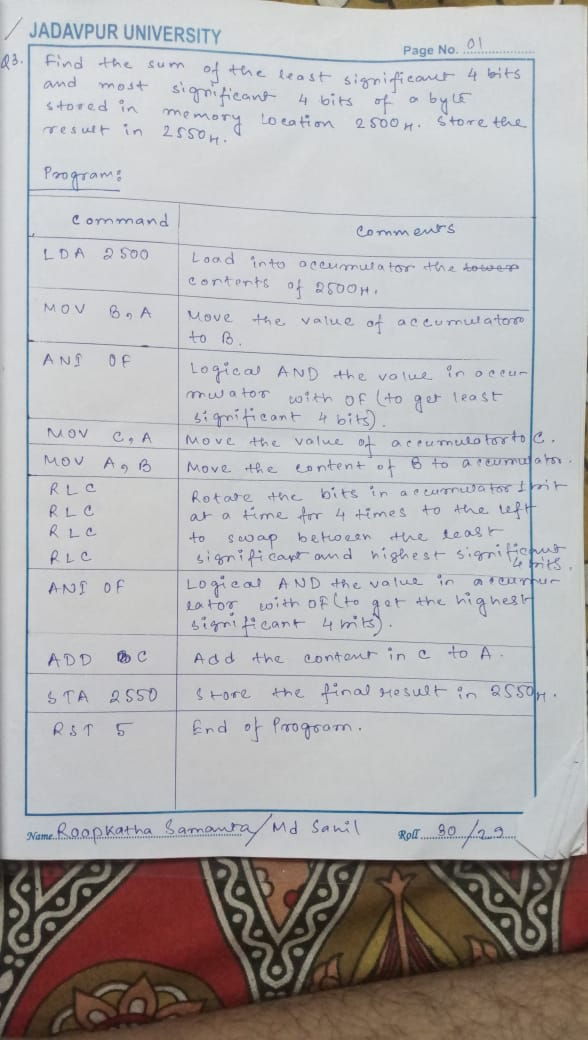 JADAVPUR UNIVERSITY
Page No. 01
Q3. Find the sum of the least significant 4 bits
and most significant 4 bits of a byte
stored in memory location 2500H. Store the
result in 2550H.
Program:
Command Comments
LDA 2500 Load into accumulator the lower
contents of 2500H.
MOV B, A Move the value of accumulator
to B.
ANI 0F Logical AND the value in accu-
mulator with 0F (to get least
significant 4 bits).
MOV C, A Move the value of accumulator to C.
MOV A, B Move the content of B to accumulator.
RLC Rotate the bits in accumulator 1 bit
RLC at a time for 4 times to the left
RLC to swap between the least
RLC significant and highest significant
4 bits.
ANI 0F Logical AND the value in accumu-
lator with 0F (to get the highest
significant 4 bits).
ADD C Add the content in C to A.
STA 2550 Store the final result in 2550H.
RST 5 End of Program.
Name Roopkatha Samanta/Md Sahil Roll 30/29